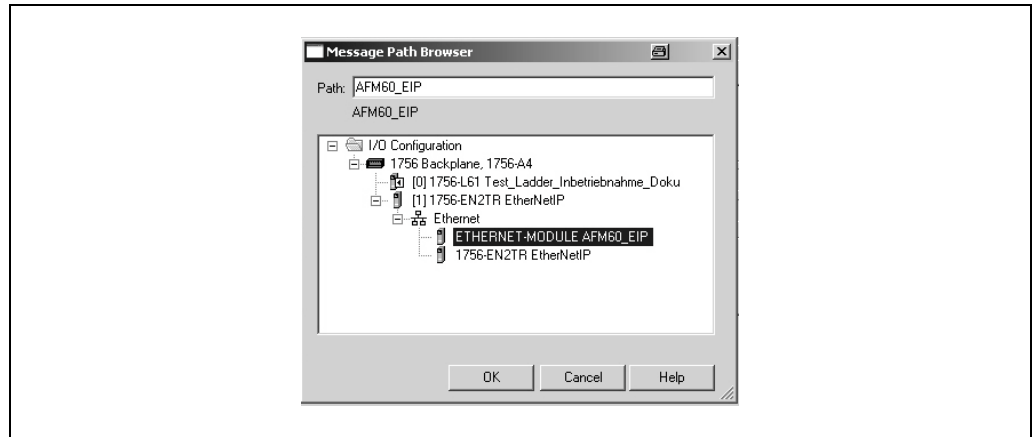 Message Path Browser
Path: AFM60_EIP
AFM60_EIP
I/O Configuration
1756 Backplane, 1756-A4
[0] 1756-L61 Test_Ladder_Inbetriebnahme_Doku
[1] 1756-EN2TR EtherNetIP
Ethernet
ETHERNET-MODULE AFM60_EIP
1756-EN2TR EtherNetIP
OK Cancel Help